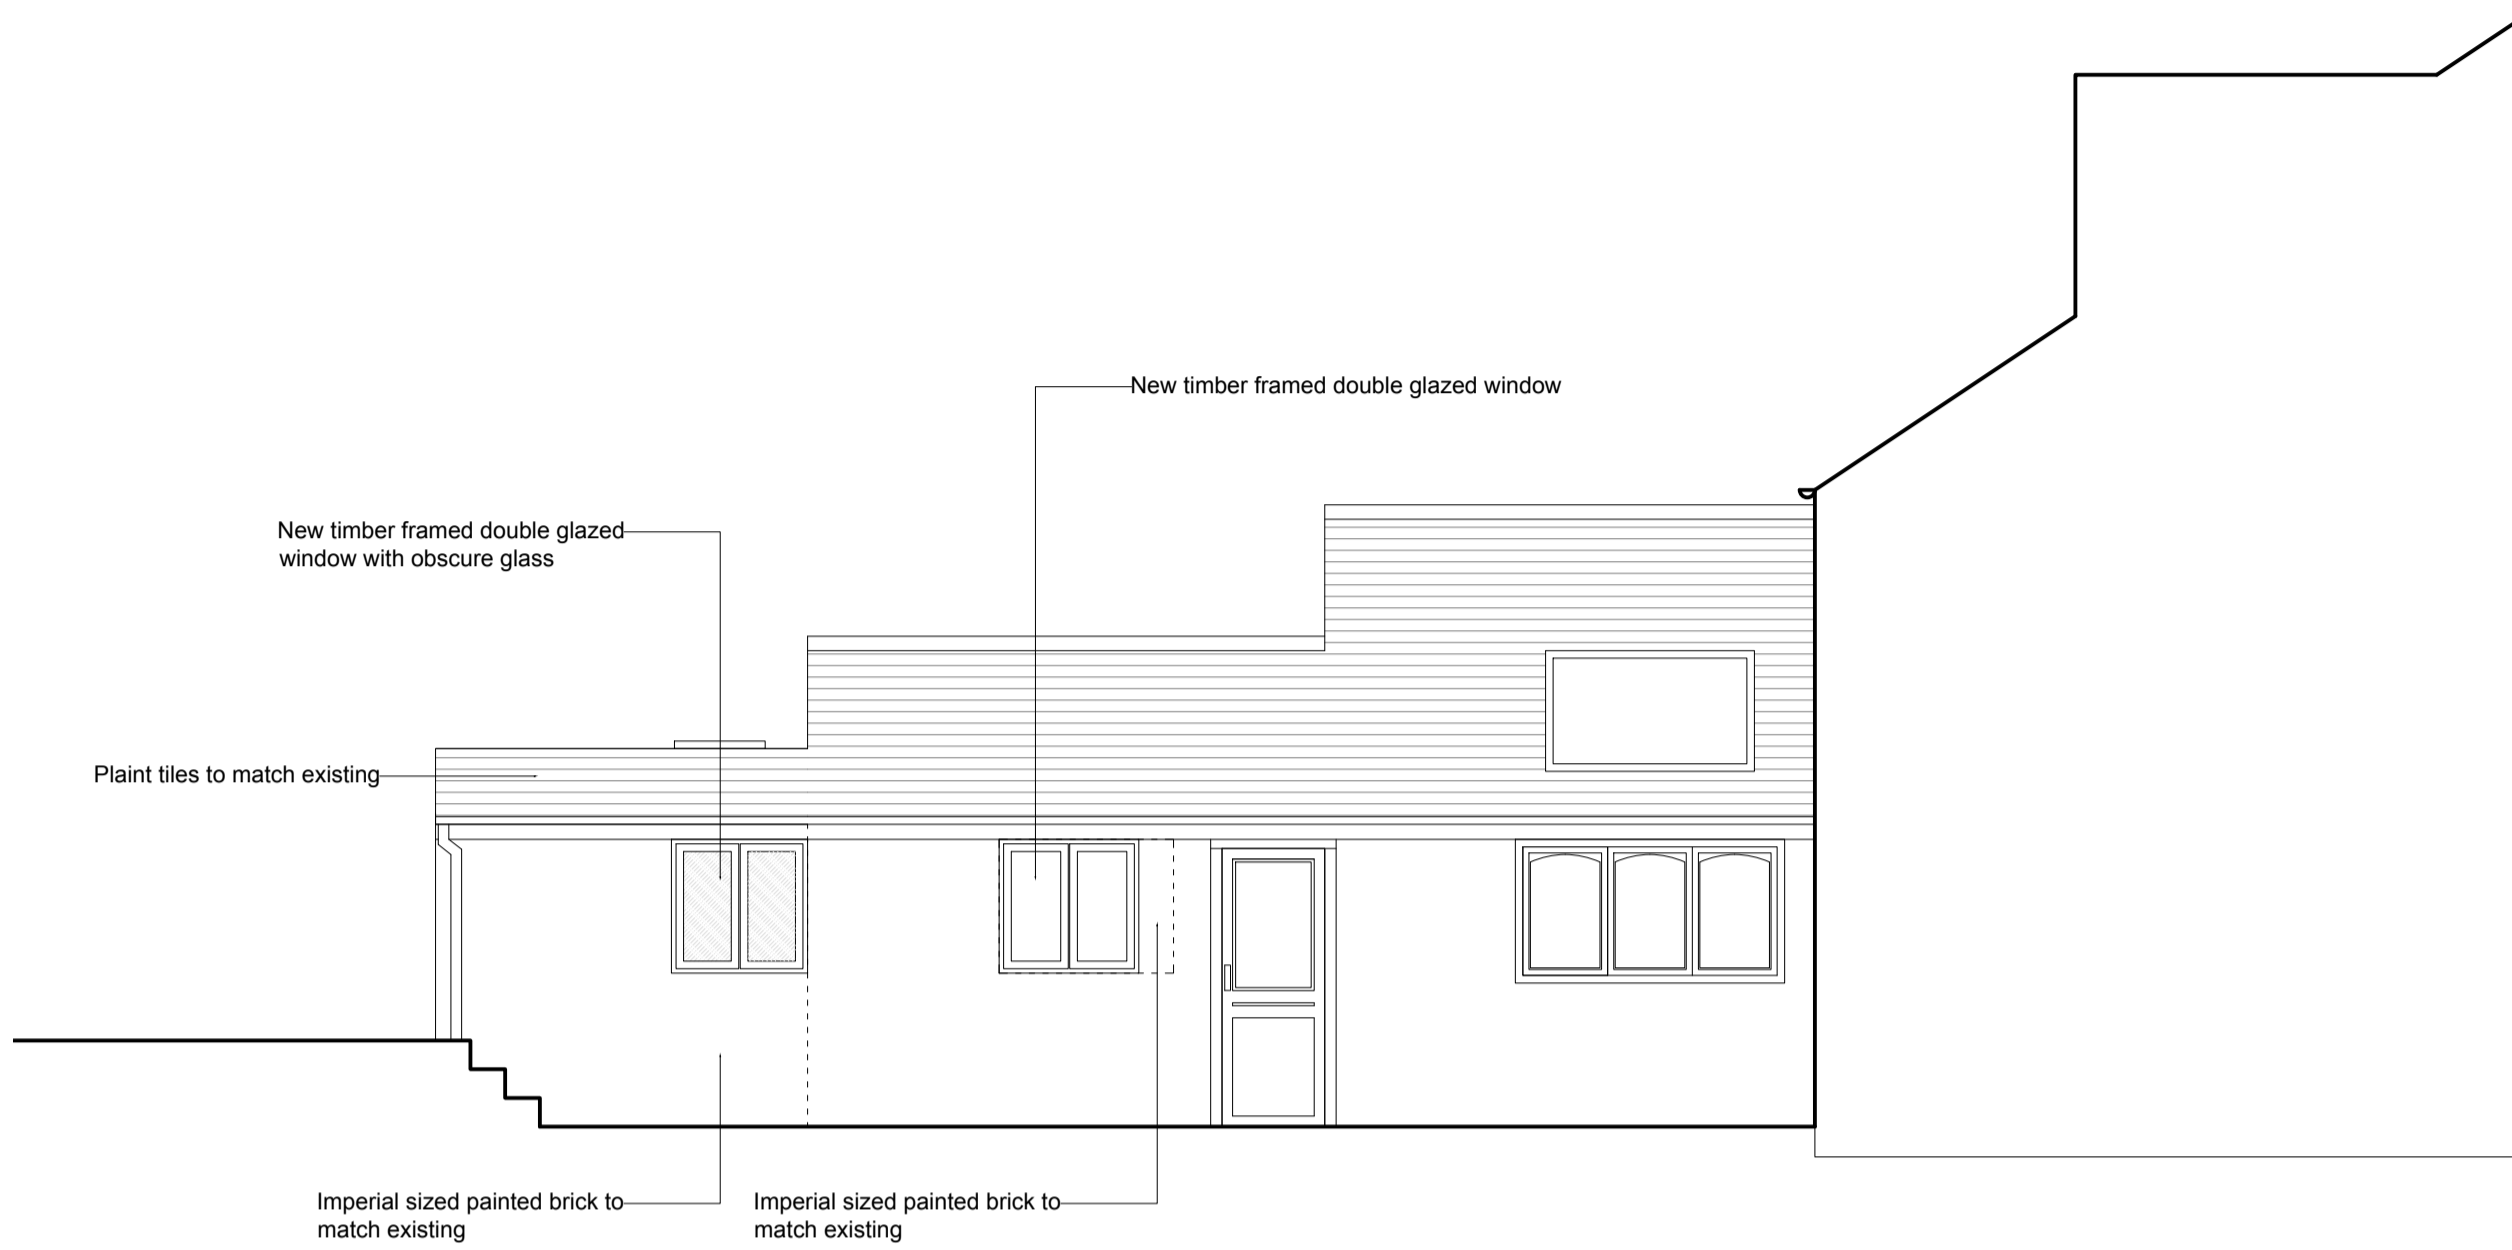 New timber framed double glazed window
New timber framed double glazed
window with obscure glass
Plaint tiles to match existing
Imperial sized painted brick to
match existing
Imperial sized painted brick to
match existing